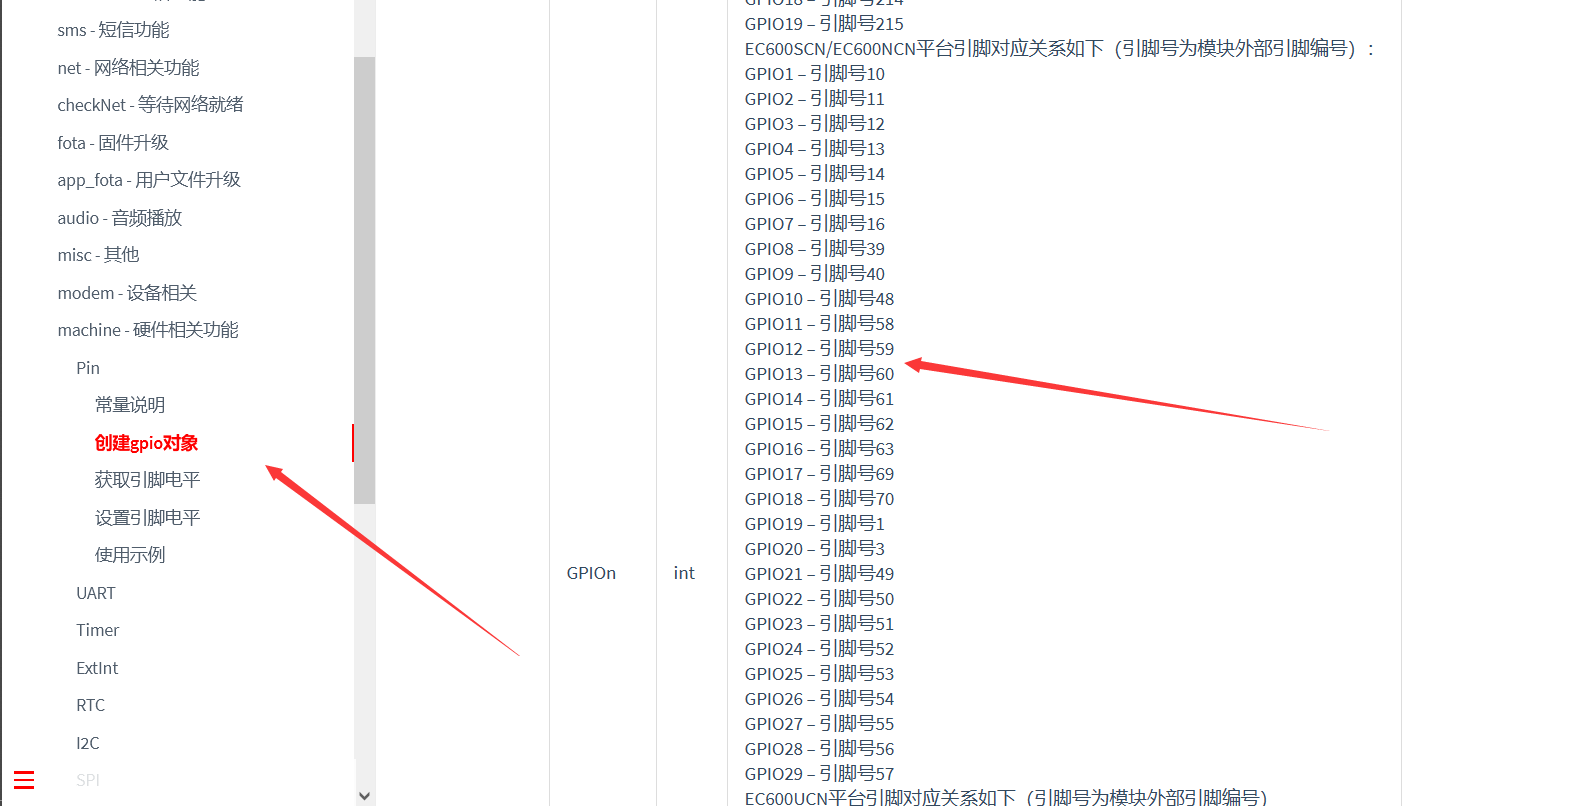 sms - 短信功能
net - 网络相关功能
checkNet - 等待网络就绪
fota - 固件升级
app_fota - 用户文件升级
audio - 音频播放
misc - 其他
modem - 设备相关
machine - 硬件相关功能
Pin
常量说明
创建gpio对象
获取引脚电平
设置引脚电平
使用示例
UART
Timer
ExtInt
RTC
I2C
SPI
GPIOn
int
GPIO18 – 引脚号214
GPIO19 – 引脚号215
EC600SCN/EC600NCN平台引脚对应关系如下（引脚号为模块外部引脚编号）：
GPIO1 – 引脚号10
GPIO2 – 引脚号11
GPIO3 – 引脚号12
GPIO4 – 引脚号13
GPIO5 – 引脚号14
GPIO6 – 引脚号15
GPIO7 – 引脚号16
GPIO8 – 引脚号39
GPIO9 – 引脚号40
GPIO10 – 引脚号48
GPIO11 – 引脚号58
GPIO12 – 引脚号59
GPIO13 – 引脚号60
GPIO14 – 引脚号61
GPIO15 – 引脚号62
GPIO16 – 引脚号63
GPIO17 – 引脚号69
GPIO18 – 引脚号70
GPIO19 – 引脚号1
GPIO20 – 引脚号3
GPIO21 – 引脚号49
GPIO22 – 引脚号50
GPIO23 – 引脚号51
GPIO24 – 引脚号52
GPIO25 – 引脚号53
GPIO26 – 引脚号54
GPIO27 – 引脚号55
GPIO28 – 引脚号56
GPIO29 – 引脚号57
EC600UCN平台引脚对应关系如下（引脚号为模块外部引脚编号）